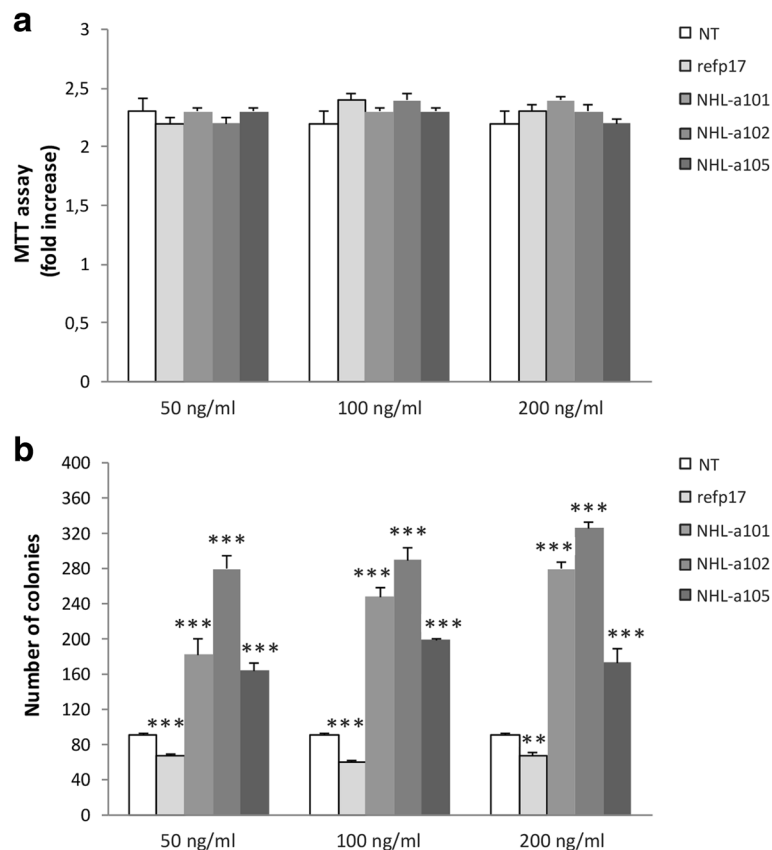 a
MTT assay
(fold increase)
3
2,5
2
1,5
1
0,5
0
50 ng/ml
100 ng/ml
200 ng/ml
NT
refp17
NHL-a101
NHL-a102
NHL-a105
b
Number of colonies
400
360
320
280
240
200
160
120
80
40
0
***
***
***
***
***
***
***
***
**
***
***
***
50 ng/ml
100 ng/ml
200 ng/ml
NT
refp17
NHL-a101
NHL-a102
NHL-a105